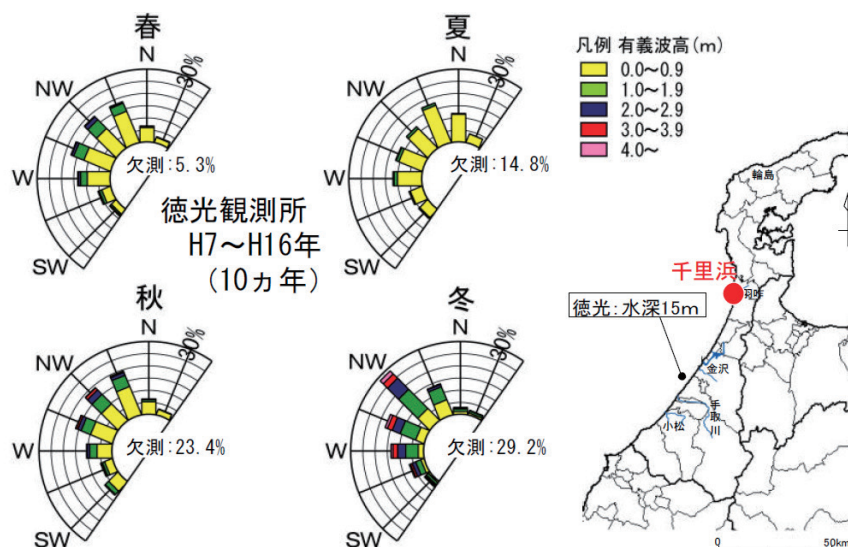 春
N
NW
W
SW
30%
欠測:5.3%
夏
N
NW
W
SW
30%
欠測:14.8%
徳光観測所
H7～H16年
(10ヵ年)
秋
N
NW
W
SW
30%
欠測:23.4%
冬
N
NW
W
SW
30%
欠測:29.2%
凡例 有義波高(m)
0.0～0.9
1.0～1.9
2.0～2.9
3.0～3.9
4.0～
輪島
千里浜
羽咋
徳光:水深15m
金沢
手取川
小松
0 50km